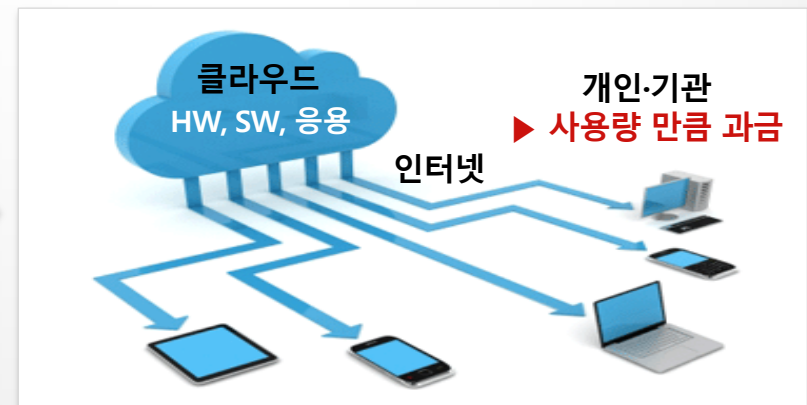 클라우드
HW, SW, 응용
인터넷
개인·기관
▶ 사용량 만큼 과금